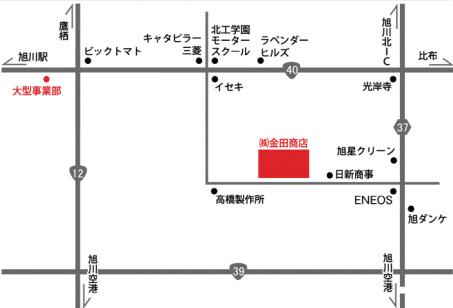 鷹栖
旭川北IC
北工学園
モーター
スクール
キャタピラー
三菱
ラベンダー
ヒルズ
旭川駅
ビックトマト
比布
40
大型事業部
イセキ
光岸寺
37
㈱金田商店
旭星クリーン
12
日新商事
高橋製作所
ENEOS
旭ダンケ
旭川空港
39
旭川空港